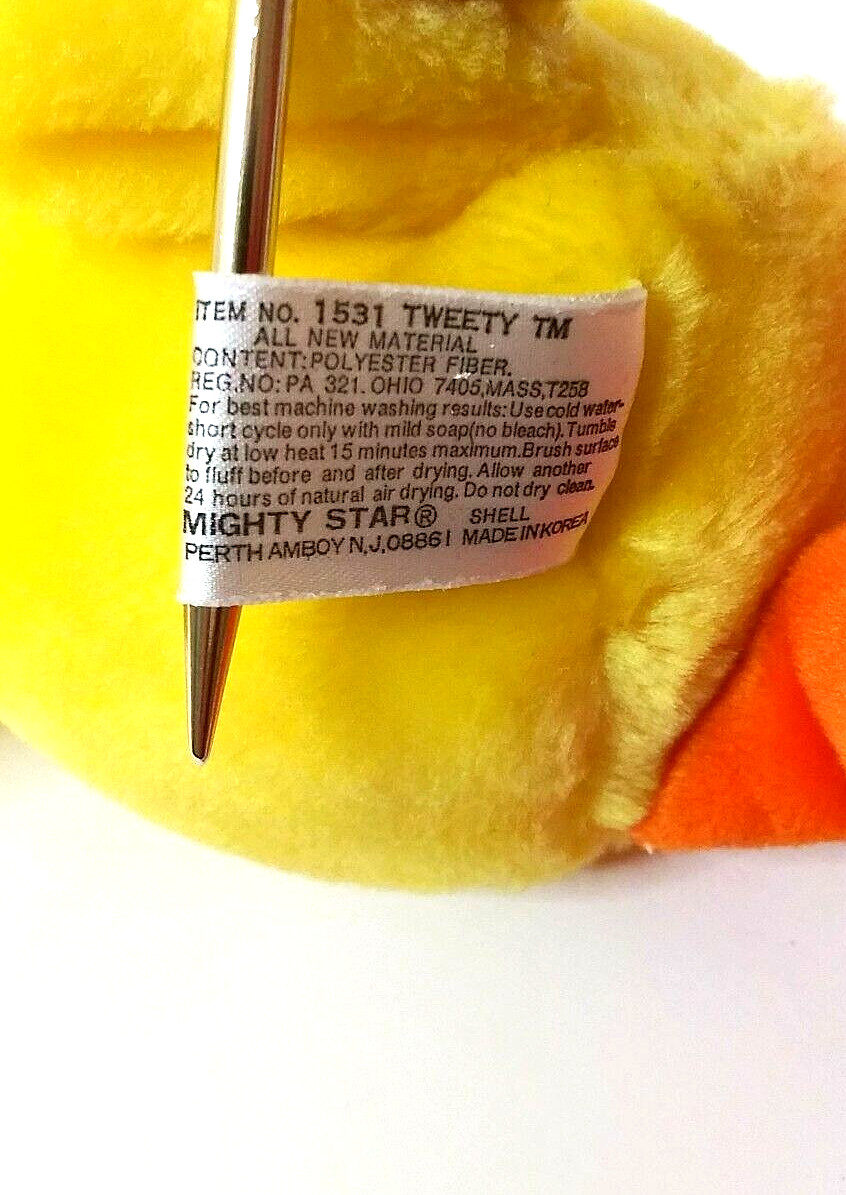 ITEM NO. 1531 TWEETY TM
ALL NEW MATERIAL
CONTENT:POLYESTER FIBER.
REG.NO: PA 321. OHIO 7405,MASS,T258
For best machine washing results: Use cold water-
short cycle only with mild soap(no bleach). Tumble
dry at low heat 15 minutes maximum.Brush surface
to fluff before and after drying. Allow another
24 hours of natural air drying. Do not dry clean.
MIGHTY STAR® SHELL
PERTH AMBOY N,J,08861 MADE IN KOREA